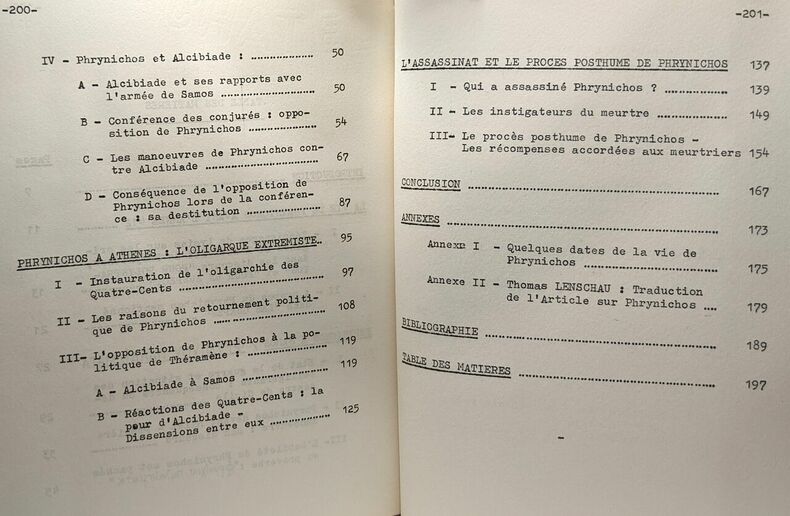 -200-
IV - Phrynichos et Alcibiade : .................... 50
A - Alcibiade et ses rapports avec
l'armée de Samos .................... 50
B - Conférence des conjurés : oppo-
sition de Phrynichos .................... 54
C - Les manoeuvres de Phrynichos con-
tre Alcibiade .................... 67
D - Conséquence de l'opposition de
Phrynichos lors de la conféren-
ce : sa destitution .................... 87
PHRYNICHOS A ATHENES : L'OLIGARQUE EXTREMISTE.. 95
I - Instauration de l'oligarchie des
Quatre-Cents .................... 97
II - Les raisons du retournement politi-
que de Phrynichos .................... 108
III- L'opposition de Phrynichos à la po-
litique de Théramène : .................... 119
A - Alcibiade à Samos .................... 119
B - Réactions des Quatre-Cents : la
peur d'Alcibiade -
Dissensions entre eux .................... 125
-201-
L'ASSASSINAT ET LE PROCES POSTHUME DE PHRYNICHOS 137
I - Qui a assassiné Phrynichos ? .................... 139
II - Les instigateurs du meurtre .................... 149
III- Le procès posthume de Phrynichos -
Les récompenses accordées aux meurtriers 154
CONCLUSION .................... 167
ANNEXES .................... 173
Annexe I - Quelques dates de la vie de
Phrynichos .................... 175
Annexe II - Thomas LENSCHAU : Traduction
de l'Article sur Phrynichos .... 179
BIBLIOGRAPHIE .................... 189
TABLE DES MATIERES .................... 197